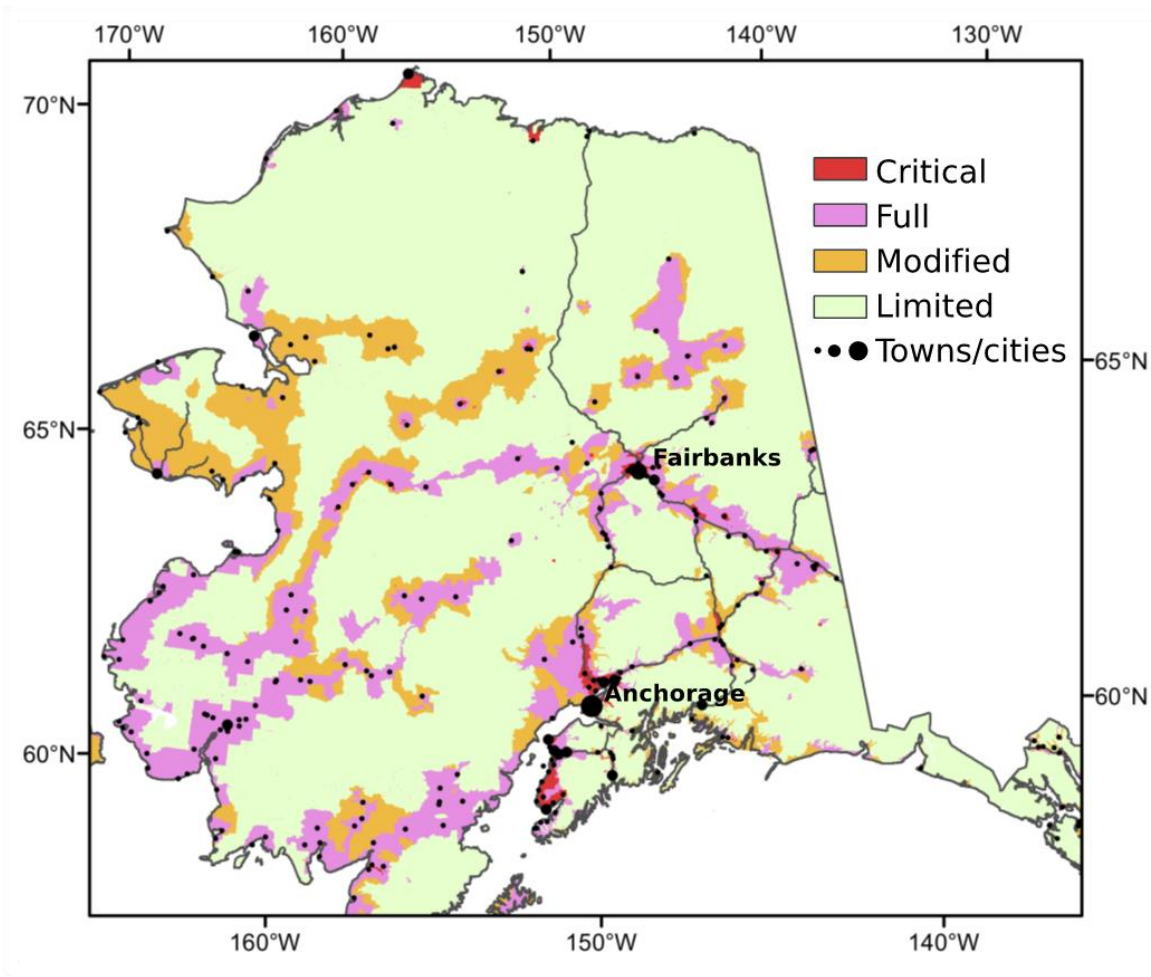 170°W 160°W 150°W 140°W 130°W
70°N
Critical
Full
Modified
Limited
Towns/cities
65°N
65°N
Fairbanks
Anchorage
60°N
60°N
160°W 150°W 140°W